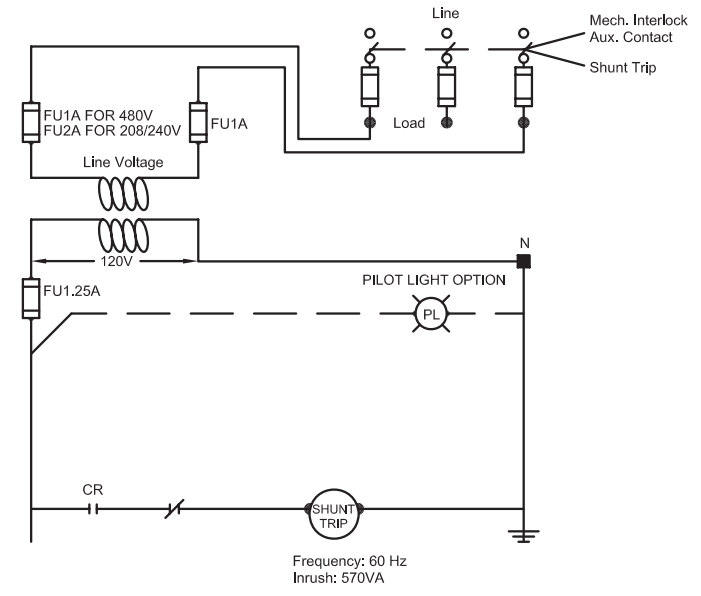 Line
Mech. Interlock
Aux. Contact
Shunt Trip
FU1A FOR 480V
FU2A FOR 208/240V
FU1A
Load
Line Voltage
120V
N
FU1.25A
PILOT LIGHT OPTION
PL
CR
SHUNT
TRIP
Frequency: 60 Hz
Inrush: 570VA